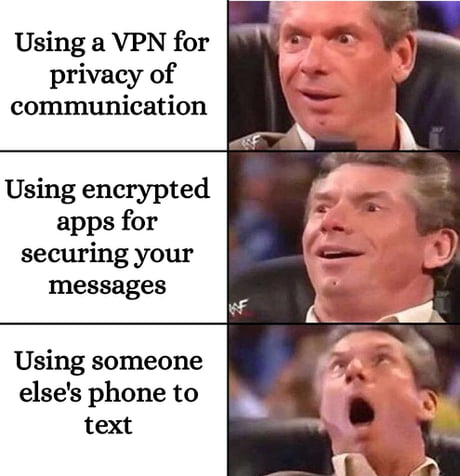 Using a VPN for
privacy of
communication
Using encrypted
apps for
securing your
messages
Using someone
else's phone to
text